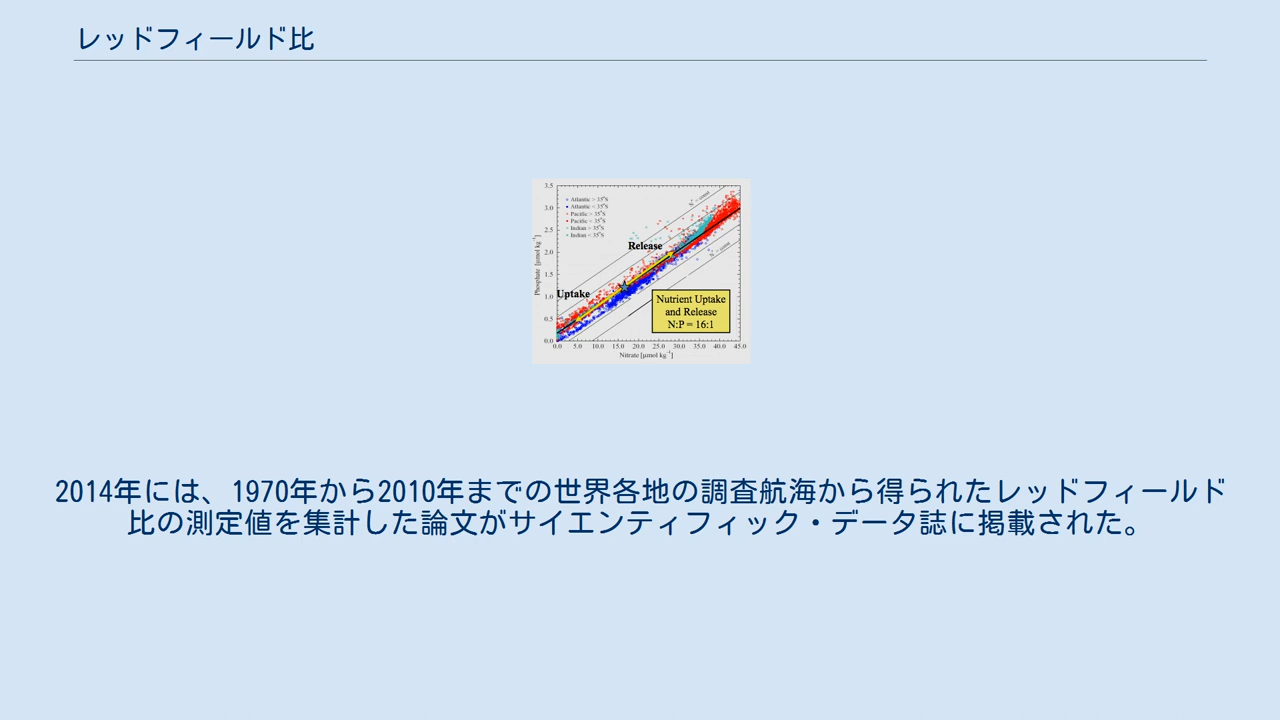 レッドフィールド比
3.5
3.0
2.5
2.0
1.5
1.0
0.5
0.0
Phosphate [μmol kg⁻¹]
Atlantic > 35°S
Atlantic < 35°S
Pacific > 35°S
Pacific < 35°S
Indian > 35°S
Indian < 35°S
Release
Uptake
Nutrient Uptake
and Release
N:P = 16:1
0.0 5.0 10.0 15.0 20.0 25.0 30.0 35.0 40.0 45.0
Nitrate [μmol kg⁻¹]
2014年には、1970年から2010年までの世界各地の調査航海から得られたレッドフィールド
比の測定値を集計した論文がサイエンティフィック・データ誌に掲載された。